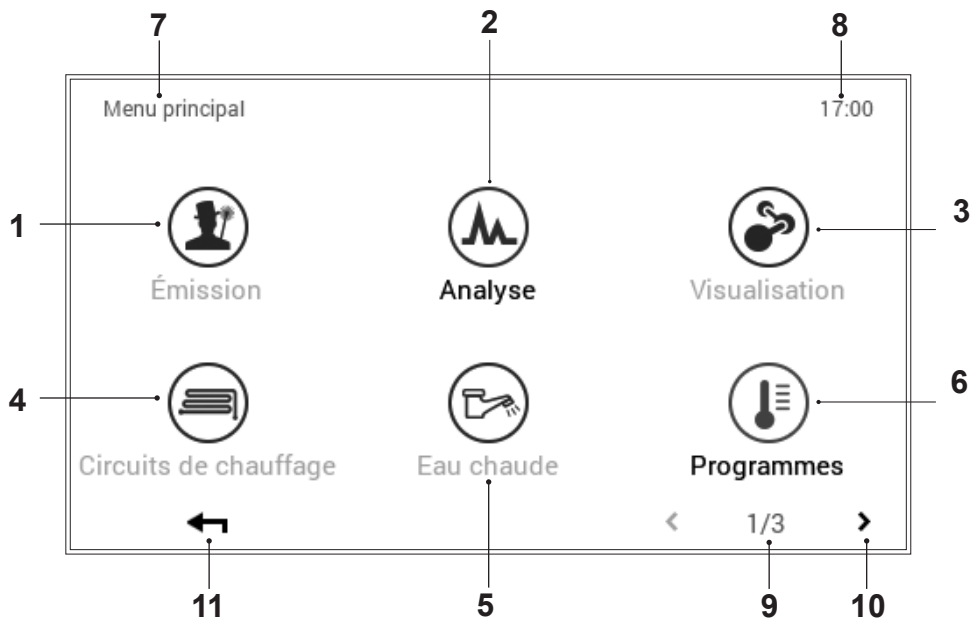 7 2 8
Menu principal 17:00
1 3
Émission Analyse Visualisation
4 6
Circuits de chauffage Eau chaude Programmes
< 1/3 >
11 5 9 10